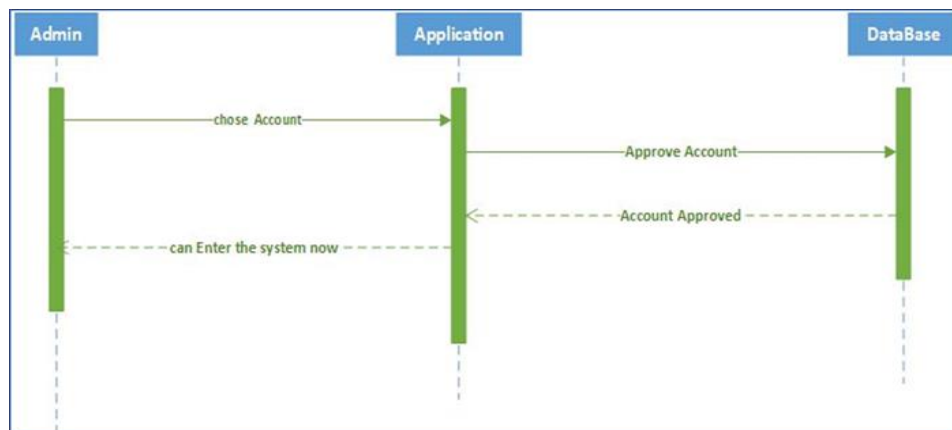 Admin
Application
DataBase
chose Account
Approve Account
Account Approved
can Enter the system now